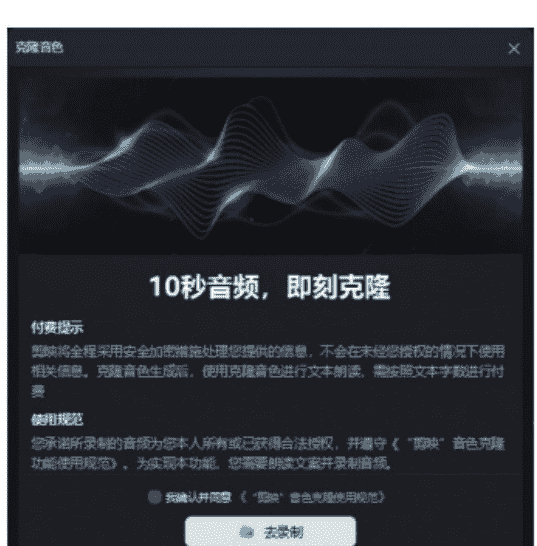 克隆音色
10秒音频，即刻克隆
付费提示
剪映将全程采用安全加密措施处理您提供的信息，不会在未经您授权的情况下使用
相关信息。克隆音色生成后，使用克隆音色进行文本朗读，需按照文本字数进行付
费
使用规范
您承诺所录制的音频为您本人所有或已获得合法授权，并遵守《“剪映”音色克隆
功能使用规范》。为实现本功能，您需要朗读文案并录制音频。
我确认并同意《“剪映”音色克隆使用规范》
去录制